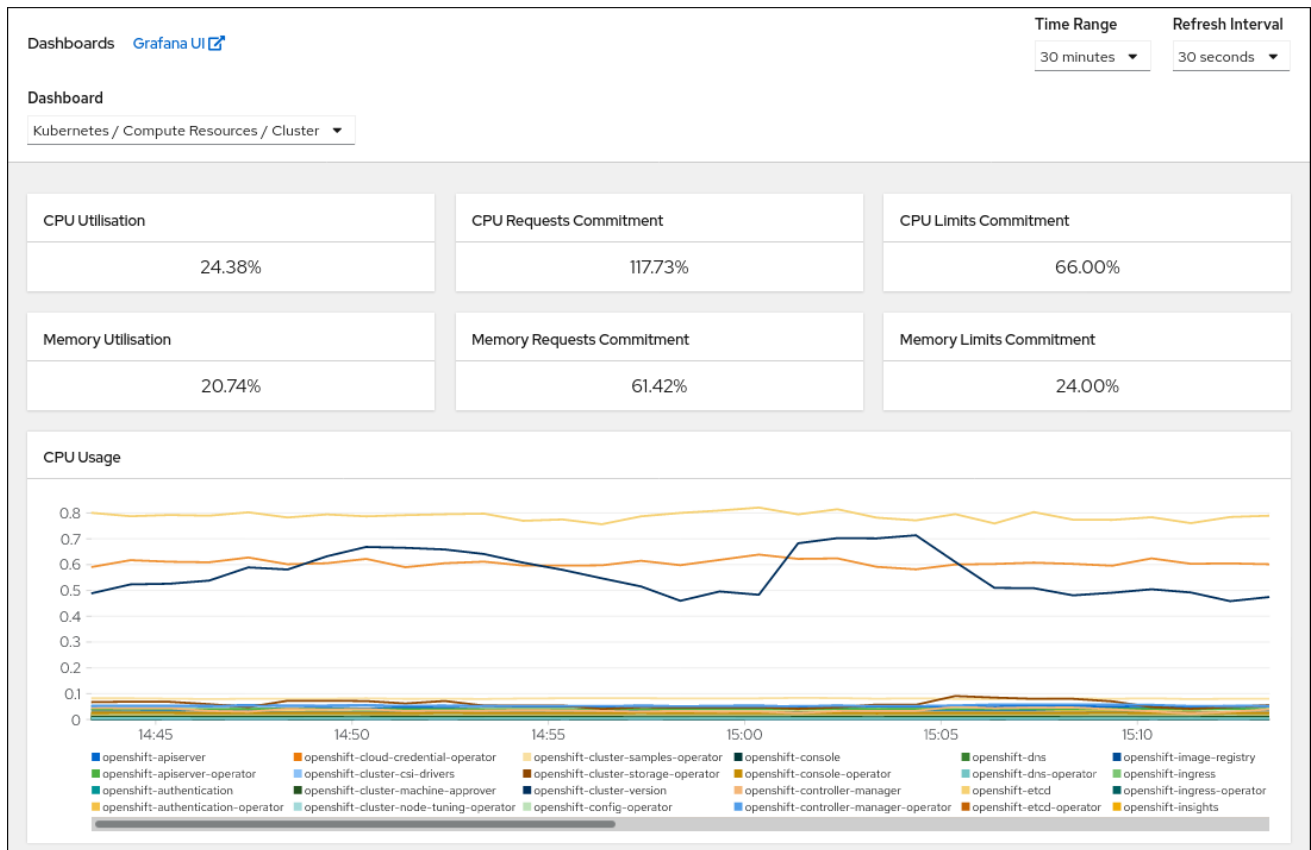 Dashboards Grafana UI
Time Range Refresh Interval
30 minutes 30 seconds
Dashboard
Kubernetes / Compute Resources / Cluster
CPU Utilisation CPU Requests Commitment CPU Limits Commitment
24.38% 117.73% 66.00%
Memory Utilisation Memory Requests Commitment Memory Limits Commitment
20.74% 61.42% 24.00%
CPU Usage
0.8
0.7
0.6
0.5
0.4
0.3
0.2
0.1
0
14:45 14:50 14:55 15:00 15:05 15:10
openshift-apiserver openshift-cloud-credential-operator openshift-cluster-samples-operator openshift-console openshift-dns openshift-image-registry
openshift-apiserver-operator openshift-cluster-csi-drivers openshift-cluster-storage-operator openshift-console-operator openshift-dns-operator openshift-ingress
openshift-authentication openshift-cluster-machine-approver openshift-cluster-version openshift-controller-manager openshift-etcd openshift-ingress-operator
openshift-authentication-operator openshift-cluster-node-tuning-operator openshift-config-operator openshift-controller-manager-operator openshift-etcd-operator openshift-insights